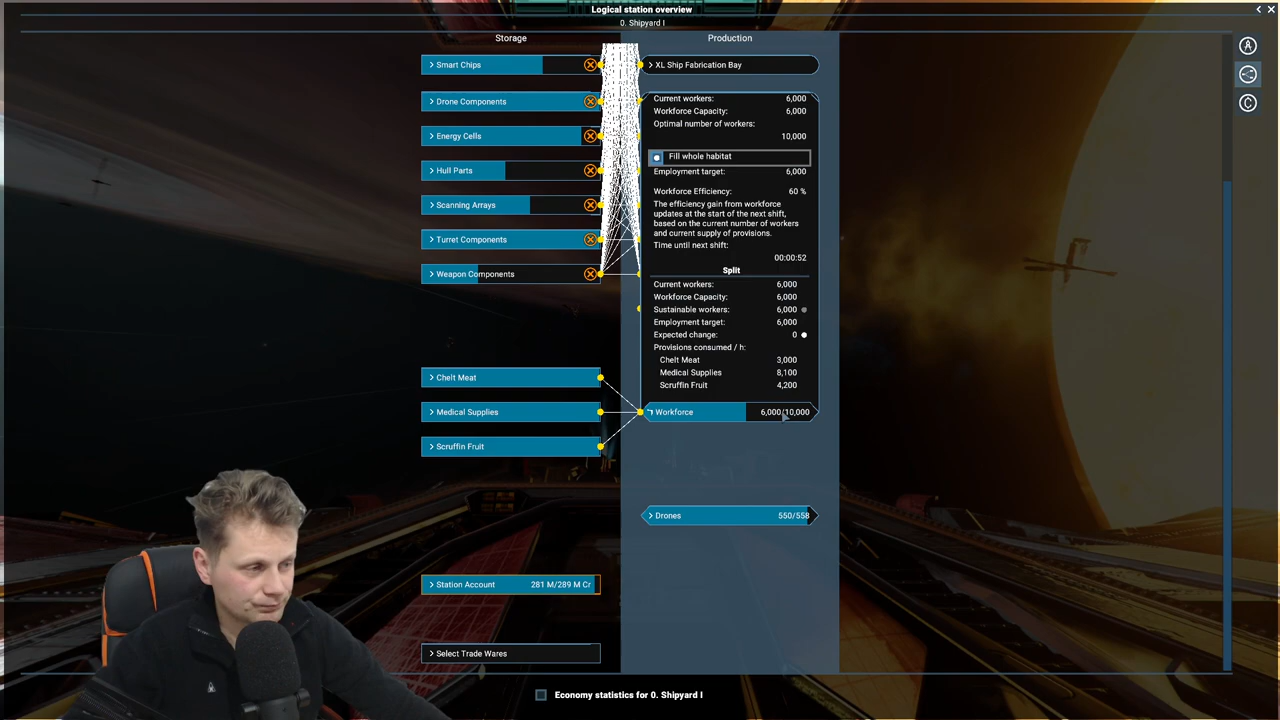 Logical station overview
0. Shipyard I
Storage
Production
Smart Chips
XL Ship Fabrication Bay
Drone Components
Energy Cells
Hull Parts
Scanning Arrays
Turret Components
Weapon Components
Current workers: 6,000
Workforce Capacity: 6,000
Optimal number of workers:
10,000
Fill whole habitat
Employment target: 6,000
Workforce Efficiency: 60 %
The efficiency gain from workforce
updates at the start of the next shift,
based on the current number of workers
and current supply of provisions.
Time until next shift:
00:00:52
Split
Current workers: 6,000
Workforce Capacity: 6,000
Sustainable workers: 6,000
Employment target: 6,000
Expected change: 0
Provisions consumed / h:
Chelt Meat 3,000
Medical Supplies 8,100
Scruffin Fruit 4,200
Chelt Meat
Medical Supplies
Workforce 6,000/10,000
Scruffin Fruit
Drones 550/558
Station Account 281 M/289 M Cr
Select Trade Wares
Economy statistics for 0. Shipyard I
A
C